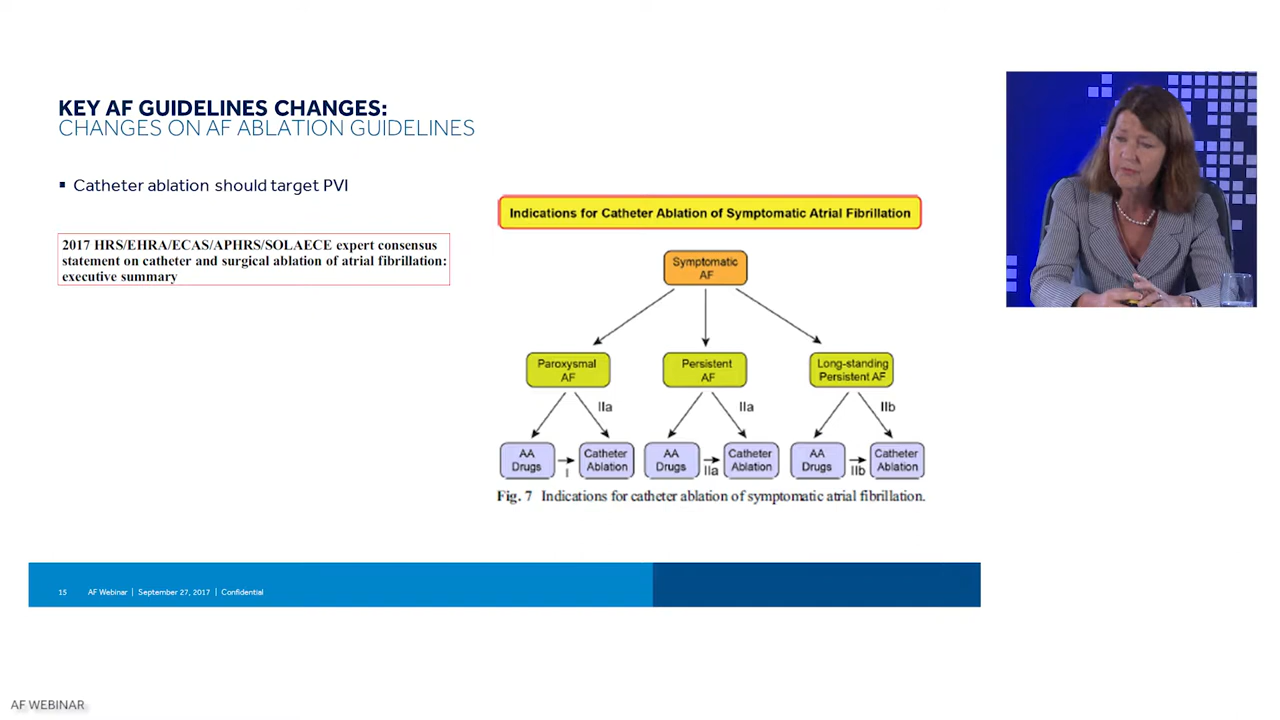 KEY AF GUIDELINES CHANGES:
CHANGES ON AF ABLATION GUIDELINES
▪ Catheter ablation should target PVI
2017 HRS/EHRA/ECAS/APHRS/SOLAECE expert consensus
statement on catheter and surgical ablation of atrial fibrillation:
executive summary
Indications for Catheter Ablation of Symptomatic Atrial Fibrillation
Symptomatic
AF
Paroxysmal
AF
Persistent
AF
Long-standing
Persistent AF
IIa
IIa
IIb
AA
Drugs
I
Catheter
Ablation
AA
Drugs
IIa
Catheter
Ablation
AA
Drugs
IIb
Catheter
Ablation
Fig. 7 Indications for catheter ablation of symptomatic atrial fibrillation.
15 AF Webinar | September 27, 2017 | Confidential
AF WEBINAR